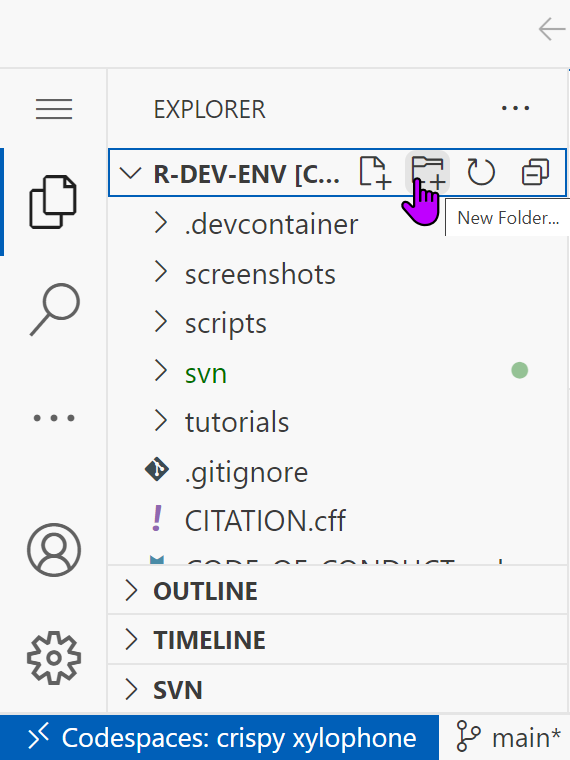 EXPLORER
R-DEV-ENV [C...
New Folder...
.devcontainer
screenshots
scripts
svn
tutorials
.gitignore
CITATION.cff
OUTLINE
TIMELINE
SVN
Codespaces: crispy xylophone
main*